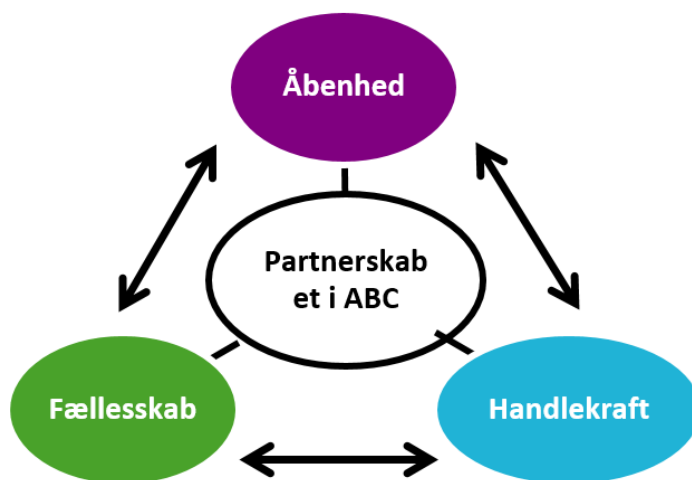 Åbenhed
Partnerskab
et i ABC
Fællesskab
Handlekraft